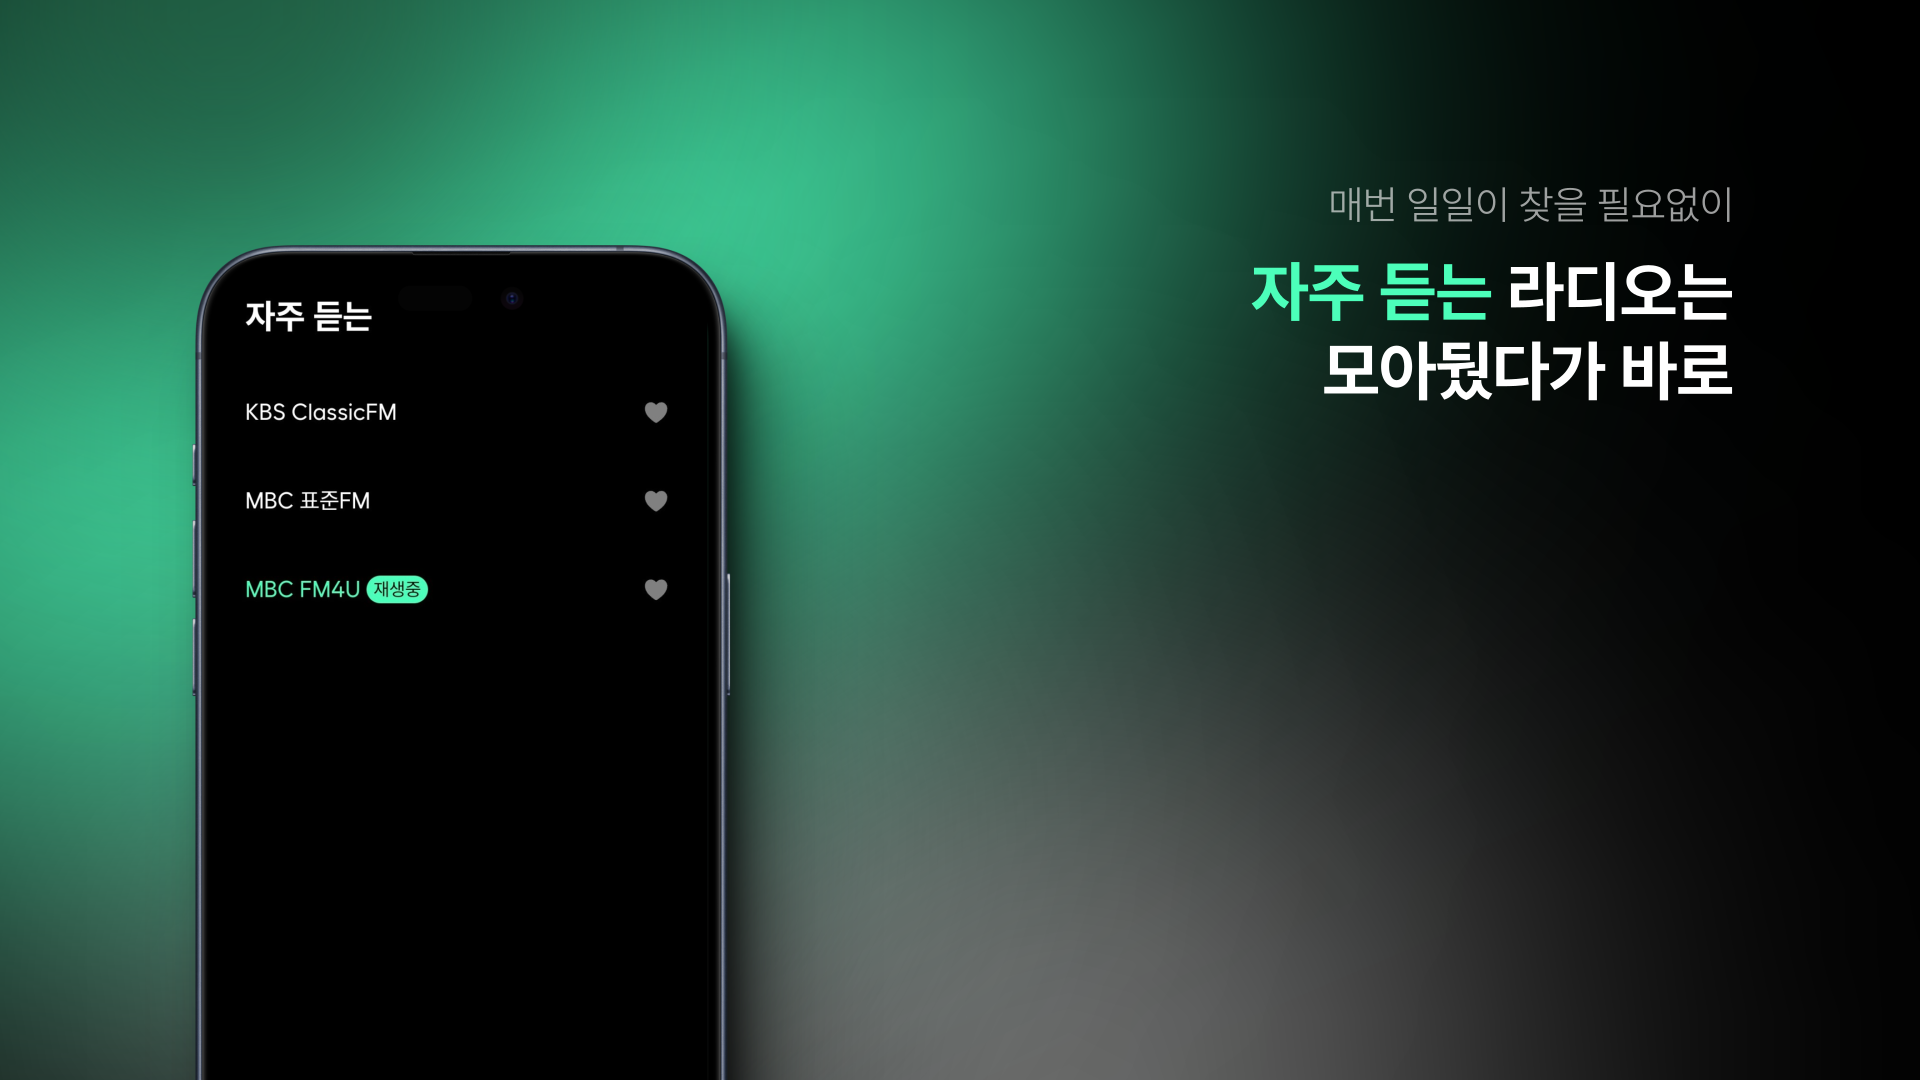 자주 듣는
KBS ClassicFM
MBC 표준FM
MBC FM4U 재생중
매번 일일이 찾을 필요없이
자주 듣는 라디오는
모아뒀다가 바로